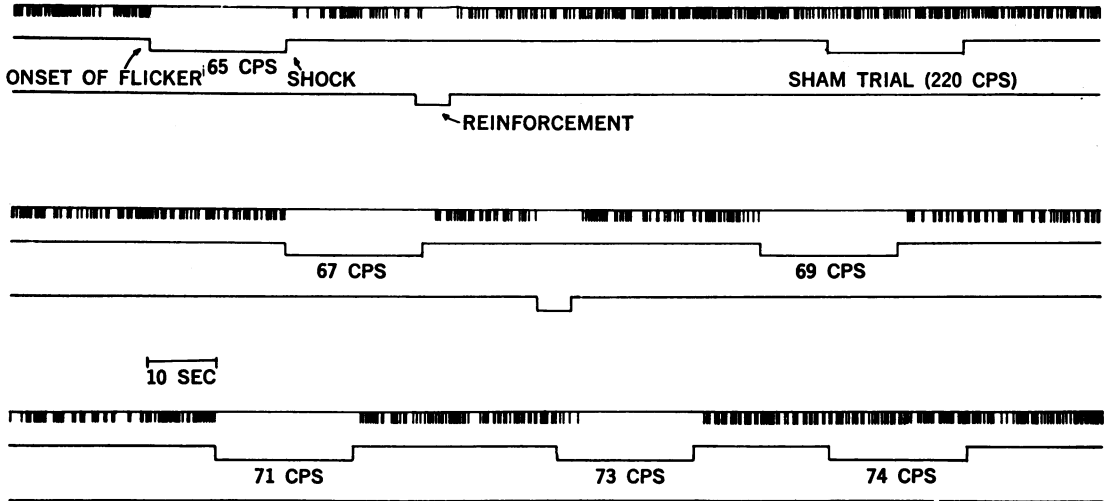 ONSET OF FLICKER
65 CPS
SHOCK
SHAM TRIAL (220 CPS)
REINFORCEMENT
67 CPS
69 CPS
10 SEC
71 CPS
73 CPS
74 CPS